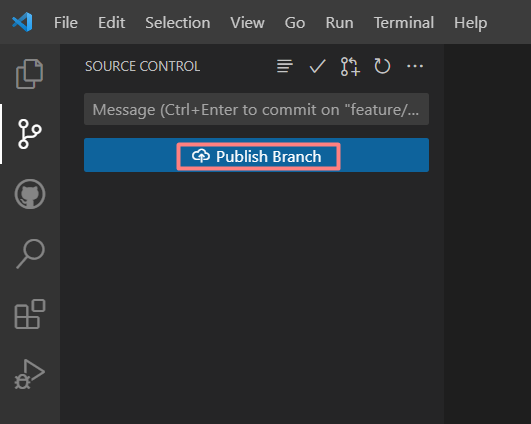 File Edit Selection View Go Run Terminal Help
SOURCE CONTROL
Message (Ctrl+Enter to commit on "feature/...
Publish Branch